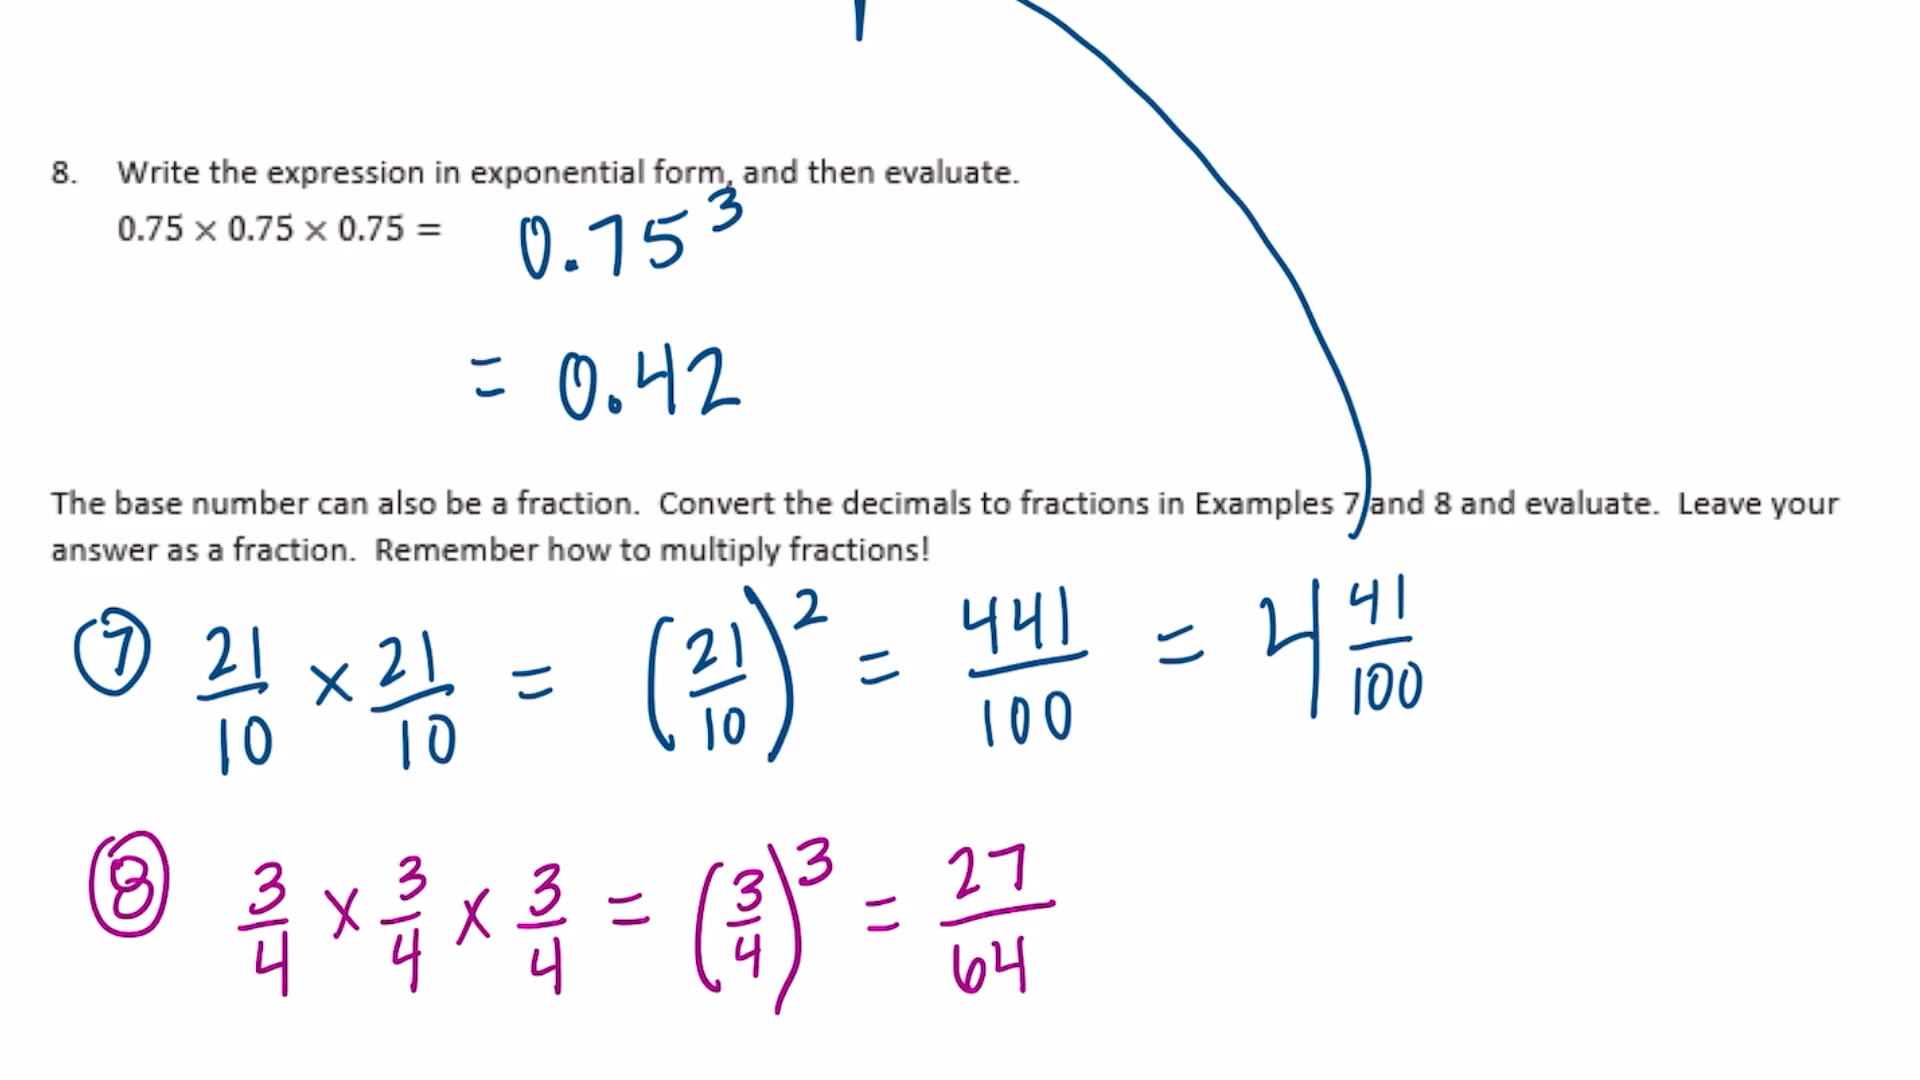 8. Write the expression in exponential form, and then evaluate.
0.75 × 0.75 × 0.75 = 0.75³
= 0.42
The base number can also be a fraction. Convert the decimals to fractions in Examples 7 and 8 and evaluate. Leave your
answer as a fraction. Remember how to multiply fractions!
⑦ 21/10 × 21/10 = (21/10)² = 441/100 = 4 41/100
⑧ 3/4 × 3/4 × 3/4 = (3/4)³ = 27/64